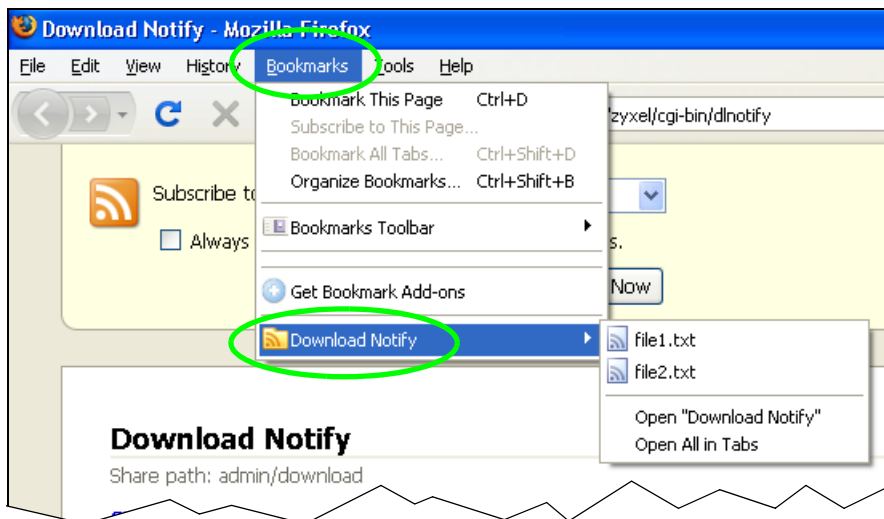 Download Notify - Mozilla Firefox
File Edit View History Bookmarks Tools Help
Bookmark This Page Ctrl+D
Subscribe to This Page...
Bookmark All Tabs... Ctrl+Shift+D
Organize Bookmarks... Ctrl+Shift+B
Bookmarks Toolbar
Get Bookmark Add-ons
Download Notify
file1.txt
file2.txt
Open "Download Notify"
Open All in Tabs
/zyxel/cgi-bin/dlnotify
Subscribe to
Always
s.
Now
Download Notify
Share path: admin/download